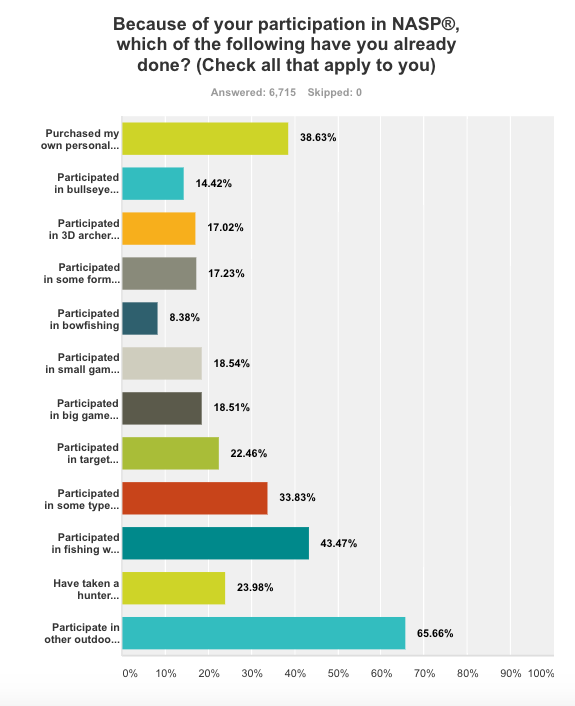 Because of your participation in NASP®,
which of the following have you already
done? (Check all that apply to you)
Answered: 6,715 Skipped: 0
Purchased my
own personal...
38.63%
Participated
in bullseye...
14.42%
Participated
in 3D archer...
17.02%
Participated
in some form...
17.23%
Participated
in bowfishing
8.38%
Participated
in small gam...
18.54%
Participated
in big game...
18.51%
Participated
in target...
22.46%
Participated
in some type...
33.83%
Participated
in fishing w...
43.47%
Have taken a
hunter...
23.98%
Participate in
other outdoo...
65.66%
0% 10% 20% 30% 40% 50% 60% 70% 80% 90% 100%